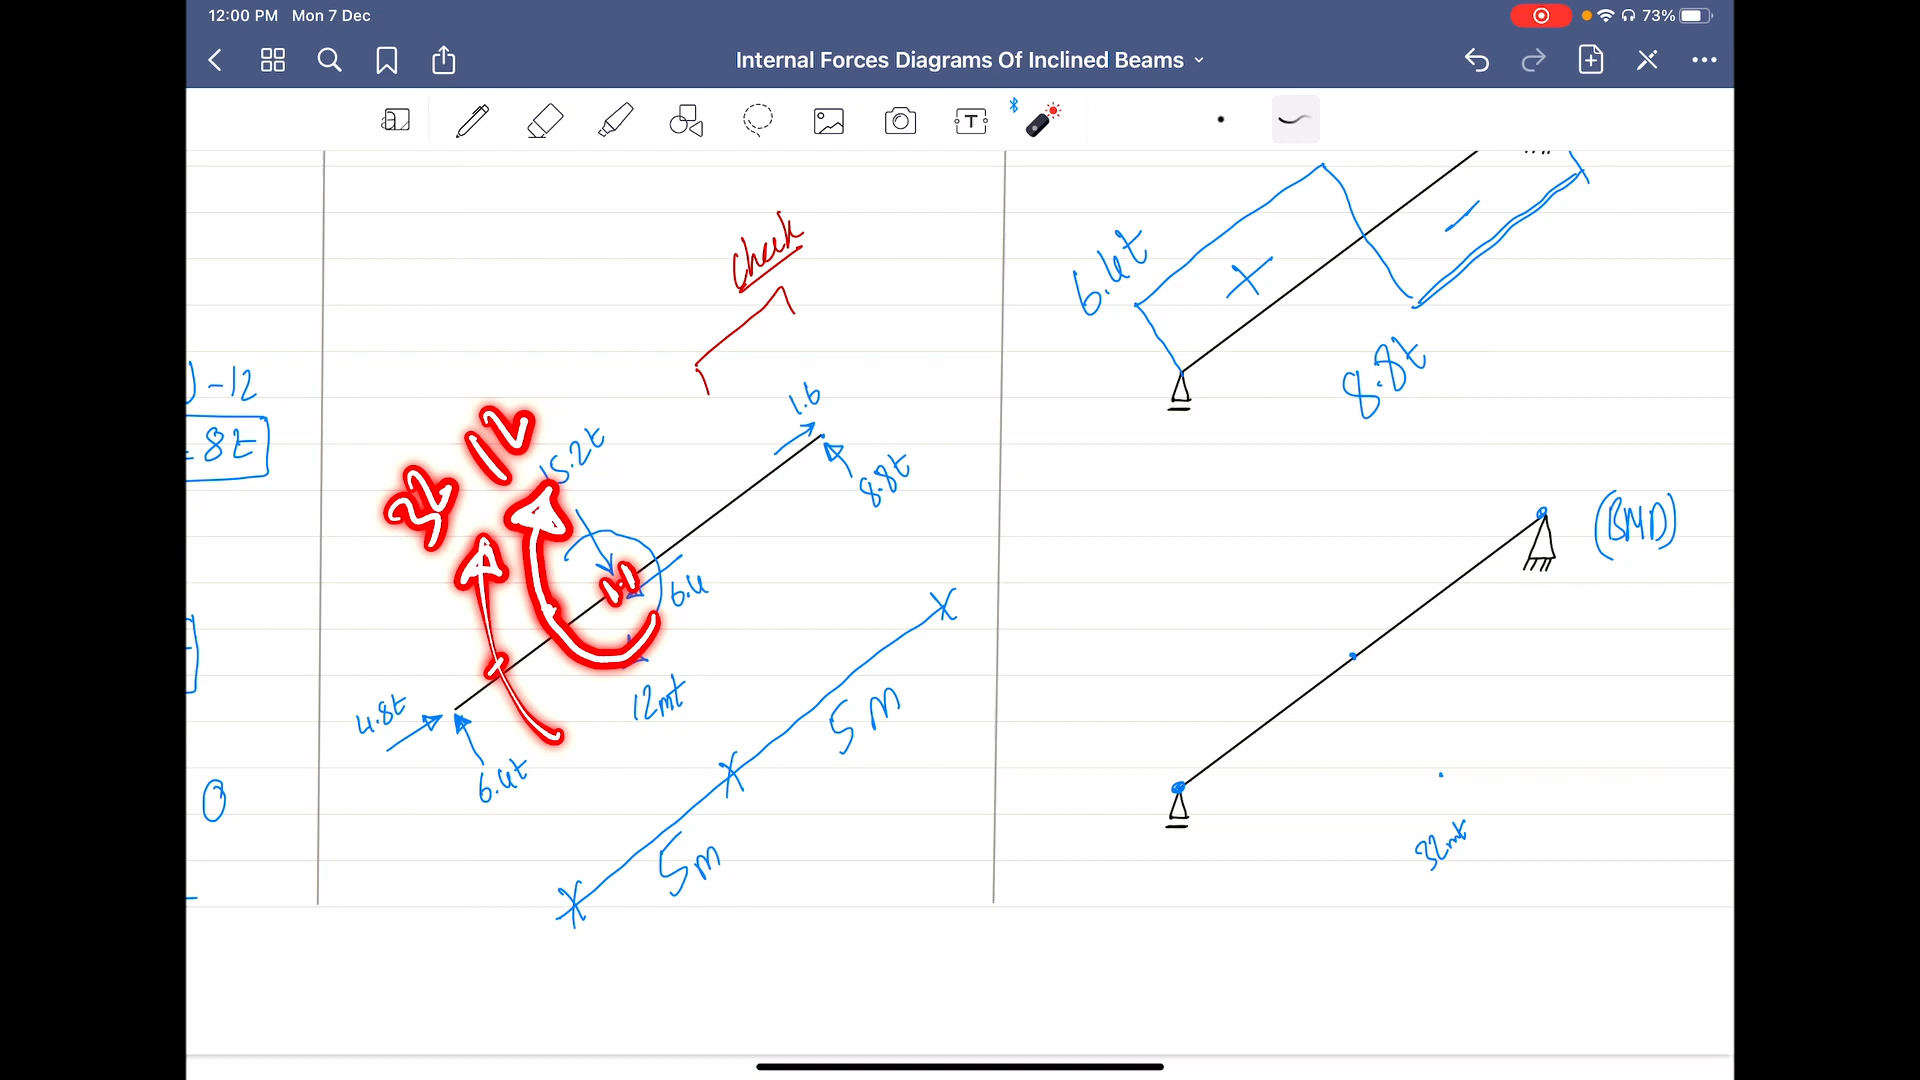 12:00 PM Mon 7 Dec
73%
Internal Forces Diagrams Of Inclined Beams
T
Check
6.4t
+
-
8.8t
) -12
= 8t
1.6
15.2t
8.8t
32 12
6.4
(BMD)
4.8t
12mt
6.4t
5m
5m
0
32mt